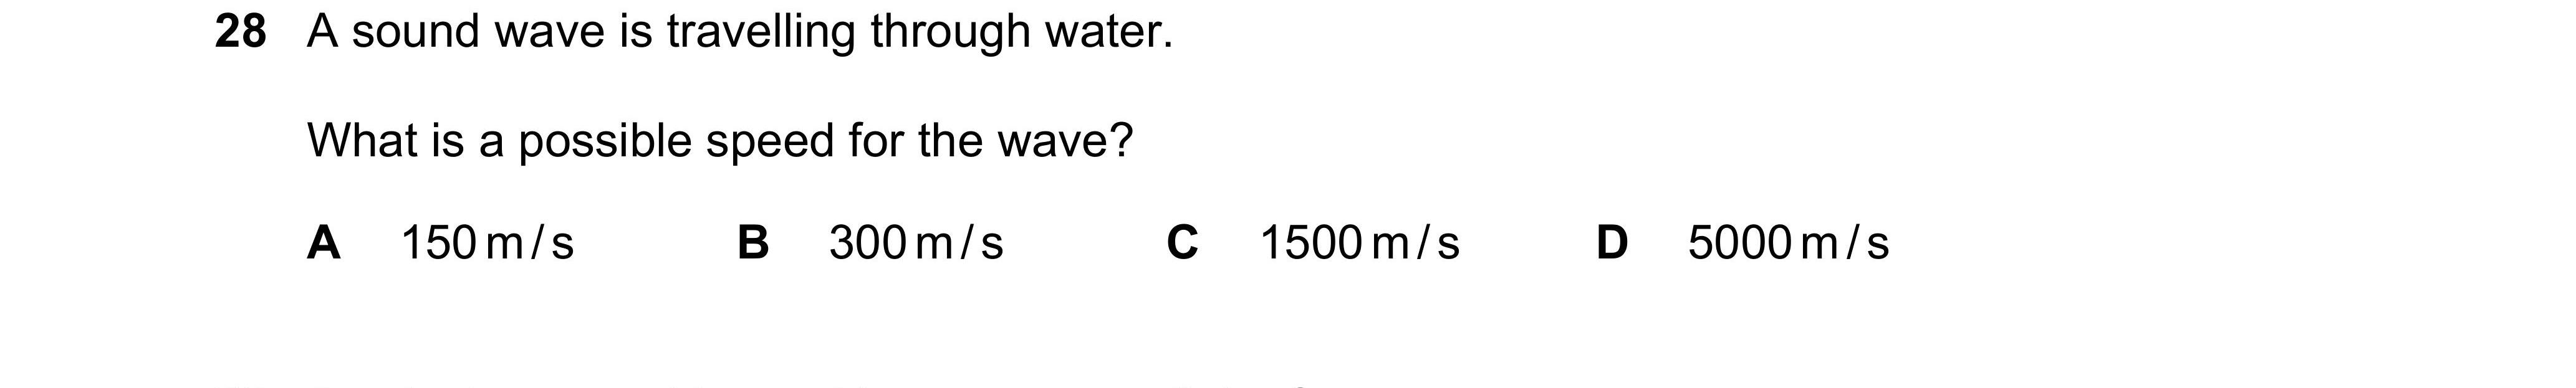 28 A sound wave is travelling through water.
What is a possible speed for the wave?
A 150 m / s B 300 m / s C 1500 m / s D 5000 m / s